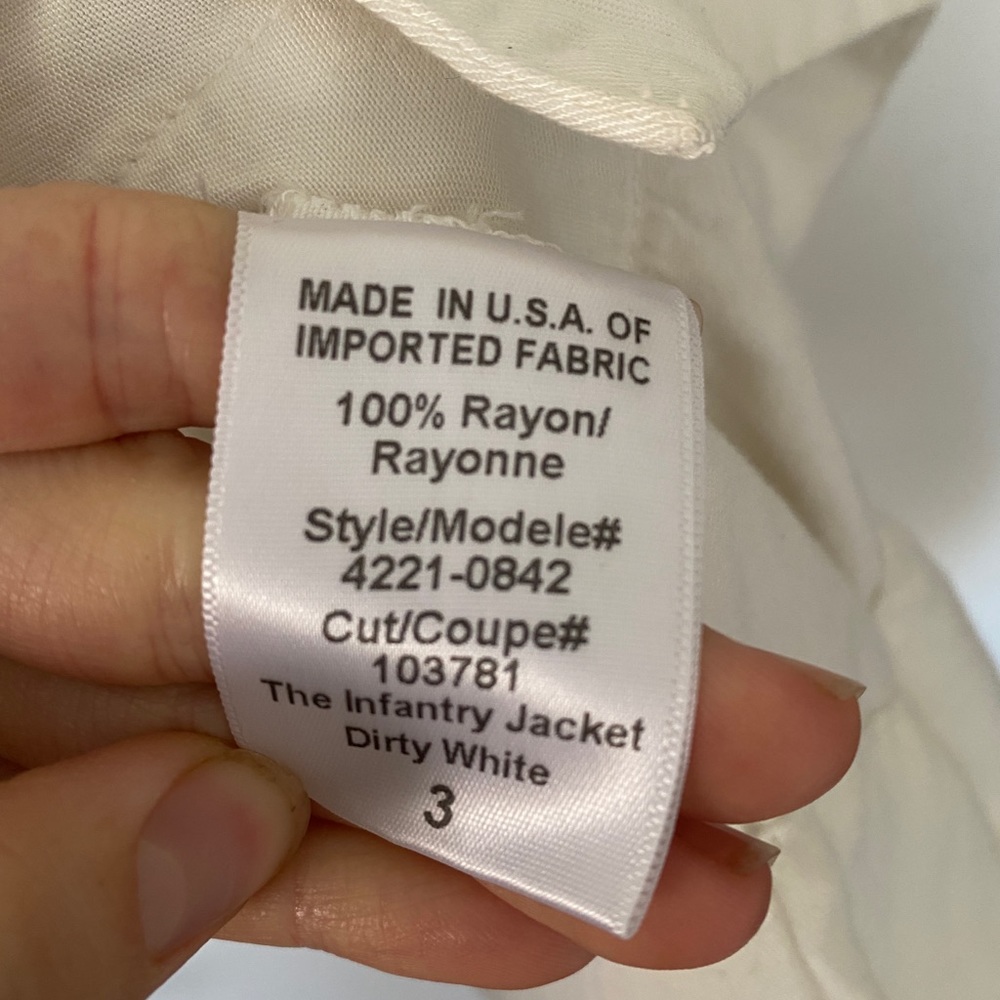 MADE IN U.S.A. OF
IMPORTED FABRIC
100% Rayon/
Rayonne
Style/Modele#
4221-0842
Cut/Coupe#
103781
The Infantry Jacket
Dirty White
3